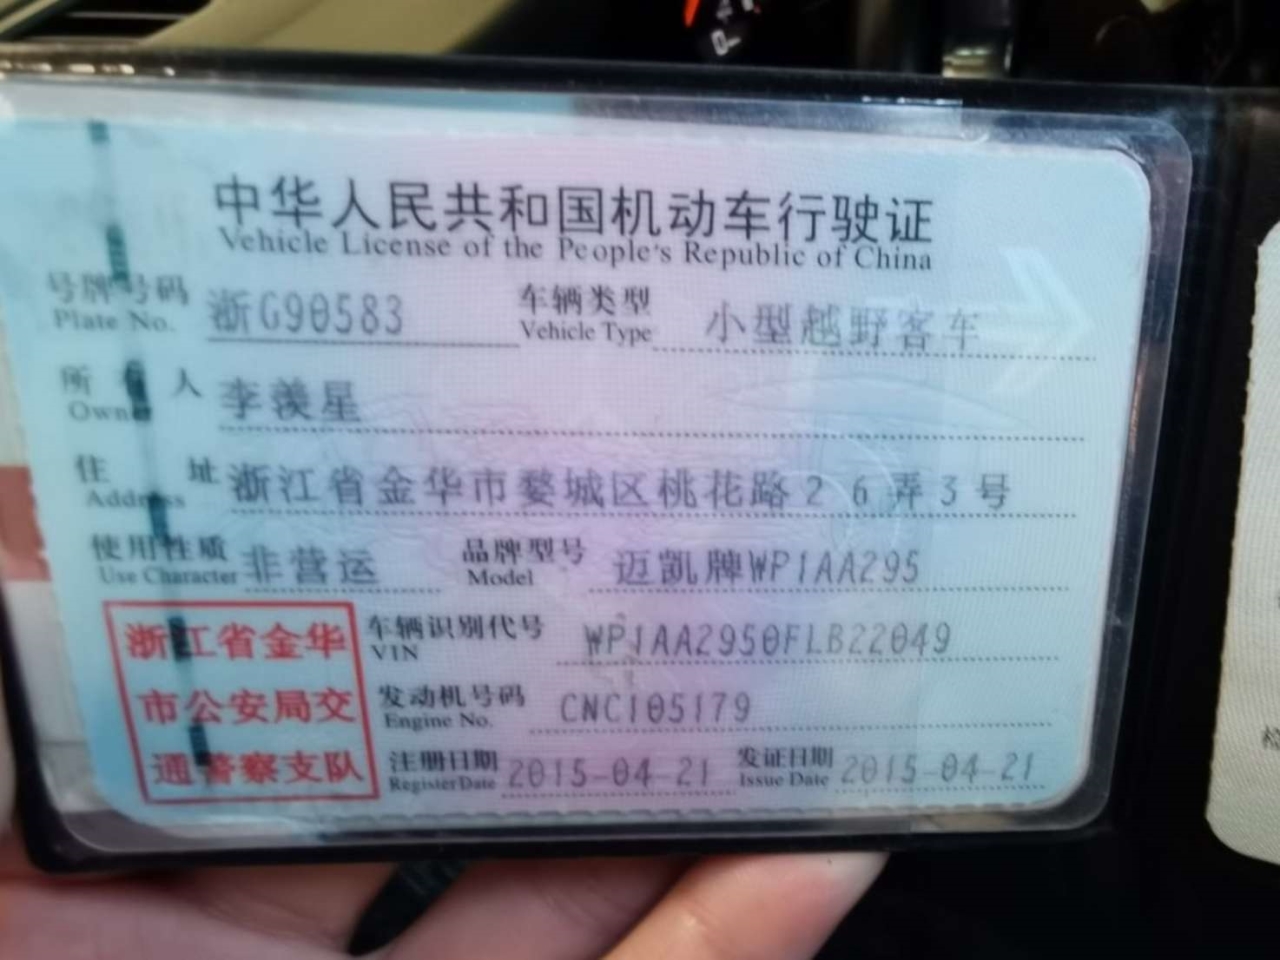 中华人民共和国机动车行驶证
Vehicle License of the People's Republic of China
号牌号码 浙G90583 车辆类型 小型越野客车
Plate No. Vehicle Type
所有人 李羡星
Owner
住址 浙江省金华市婺城区桃花路26弄3号
Address
使用性质 非营运 品牌型号 迈凯牌WP1AA295
Use Character Model
浙江省金华
市公安局交
通警察支队
车辆识别代号 WP1AA2950FLB22049
VIN
发动机号码 CNC105179
Engine No.
注册日期 2015-04-21 发证日期 2015-04-21
Register Date Issue Date